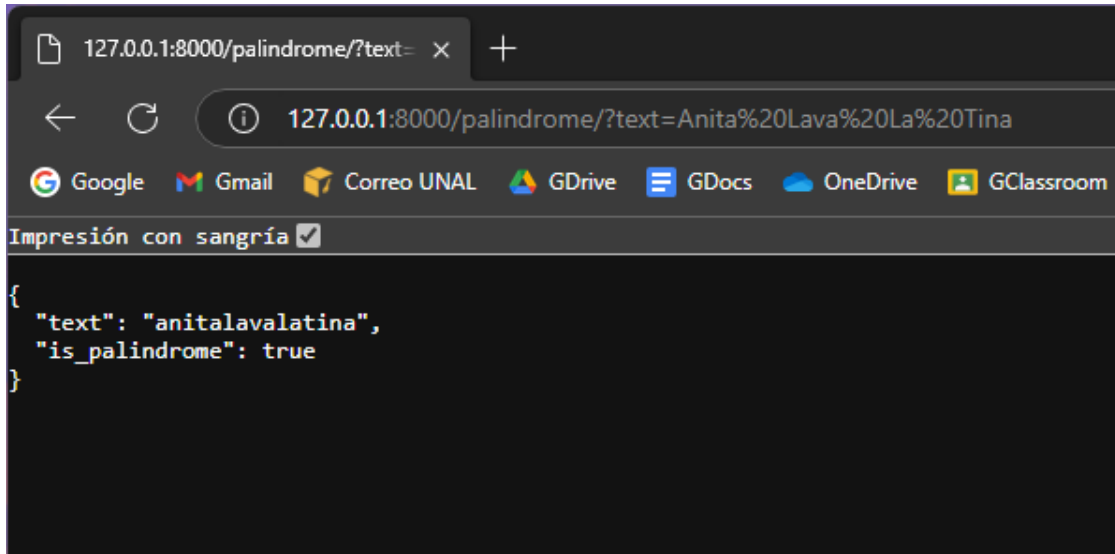 127.0.0.1:8000/palindrome/?text=
127.0.0.1:8000/palindrome/?text=Anita%20Lava%20La%20Tina
Google Gmail Correo UNAL GDrive GDocs OneDrive GClassroom
Impresión con sangría
{
  "text": "anitalavalatina",
  "is_palindrome": true
}